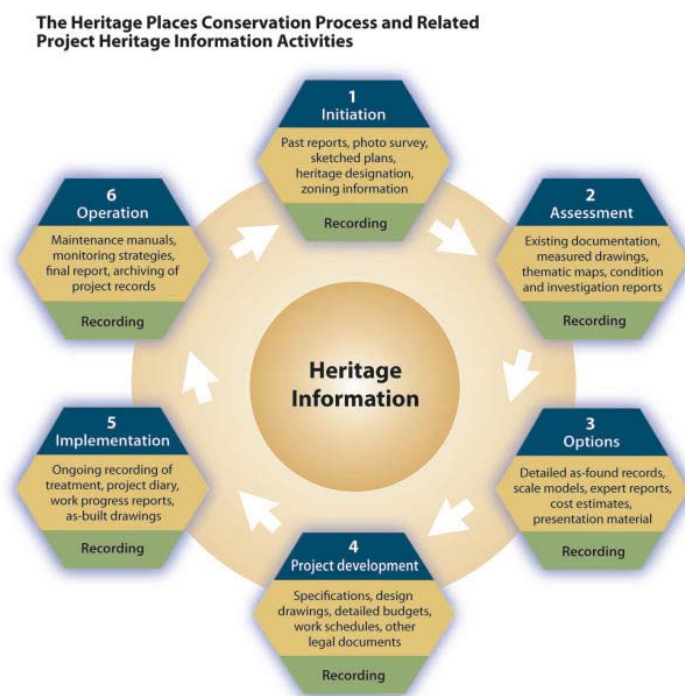 The Heritage Places Conservation Process and Related
Project Heritage Information Activities
1
Initiation
Past reports, photo survey,
sketched plans,
heritage designation,
zoning information
Recording
2
Assessment
Existing documentation,
measured drawings,
thematic maps, condition
and investigation reports
Recording
3
Options
Detailed as-found records,
scale models, expert reports,
cost estimates,
presentation material
Recording
4
Project development
Specifications, design
drawings, detailed budgets,
work schedules, other
legal documents
Recording
5
Implementation
Ongoing recording of
treatment, project diary,
work progress reports,
as-built drawings
Recording
6
Operation
Maintenance manuals,
monitoring strategies,
final report, archiving of
project records
Recording
Heritage
Information